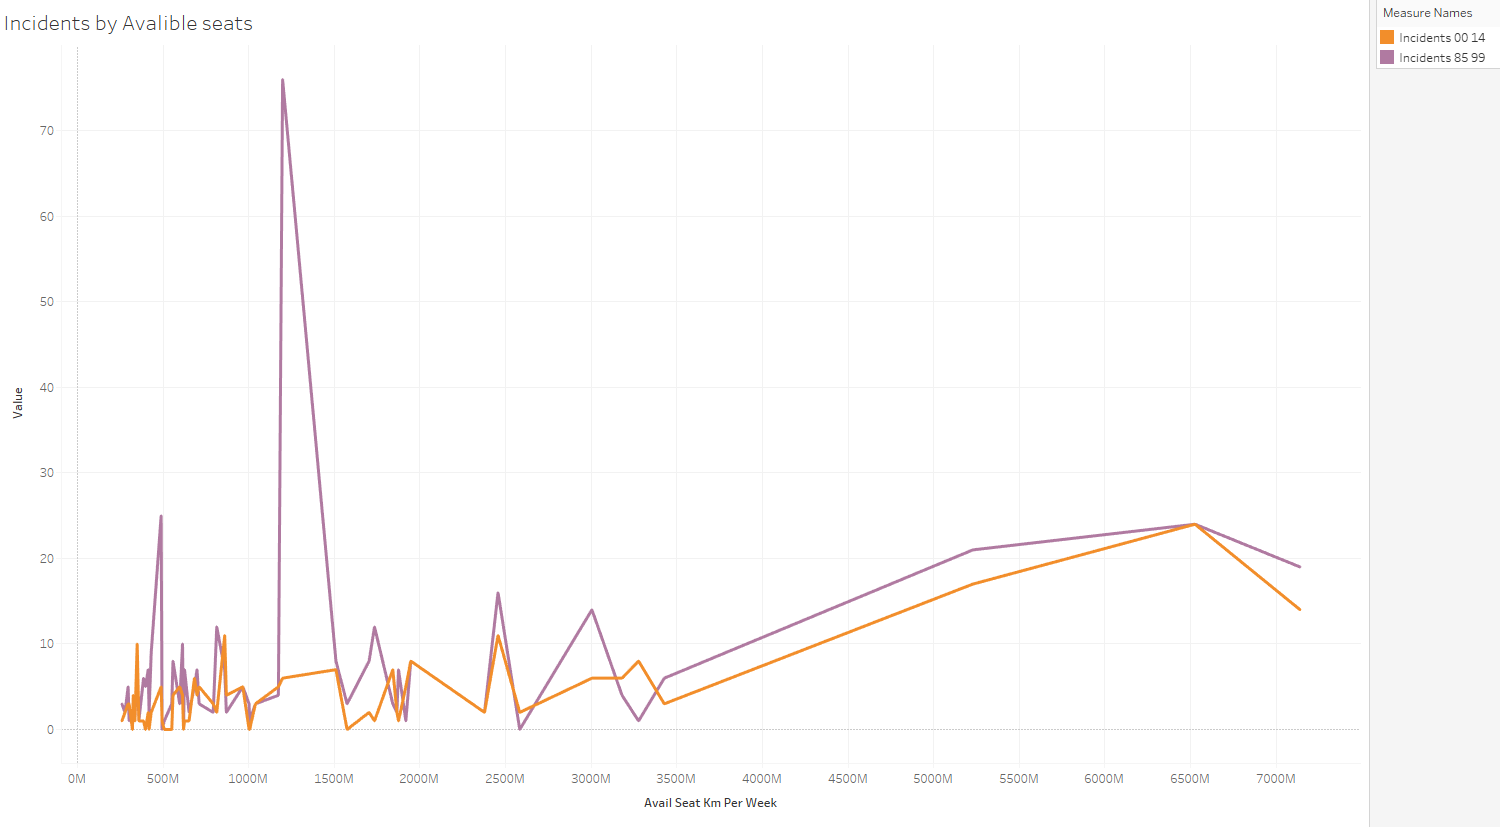 Incidents by Avalible seats
Measure Names
Incidents 00 14
Incidents 85 99
70
60
50
40
30
20
10
0
Value
0M 500M 1000M 1500M 2000M 2500M 3000M 3500M 4000M 4500M 5000M 5500M 6000M 6500M 7000M
Avail Seat Km Per Week